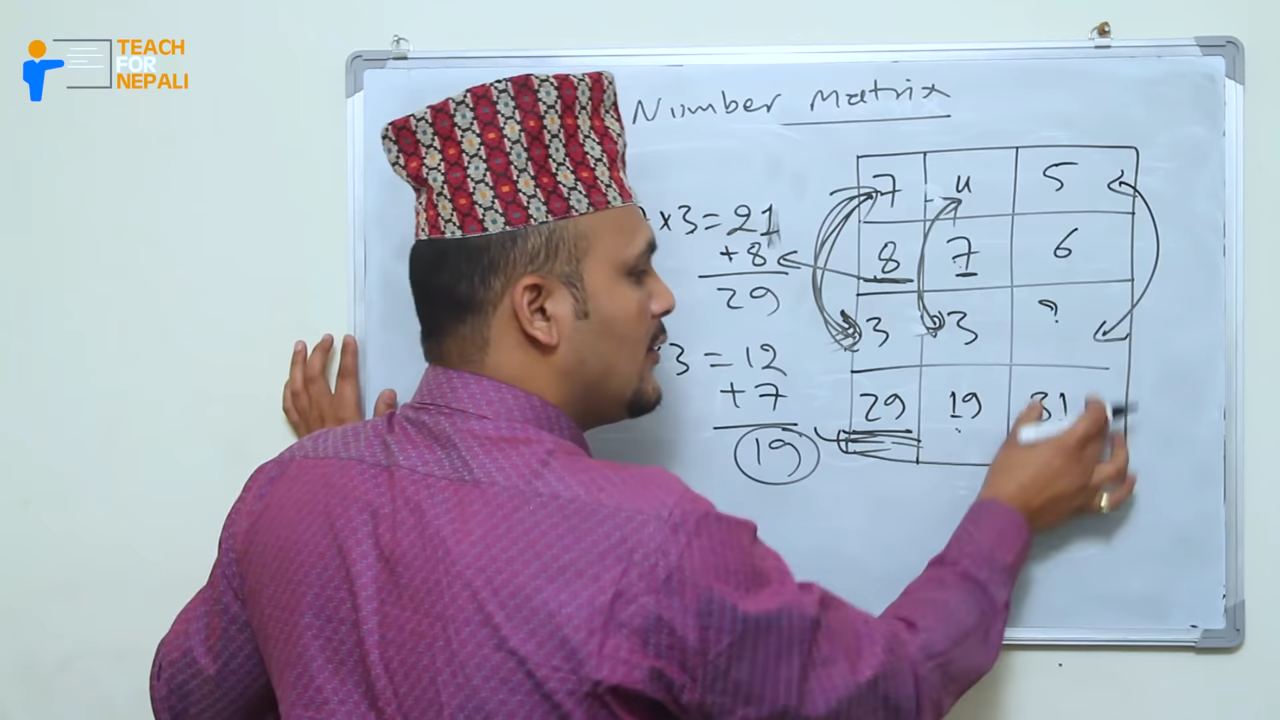 TEACH
FOR
NEPALI
Number Matrix
×3 = 21
+8
29
3 = 12
+7
19
7 4 5
8 7 6
3 3 ?
29 19 31